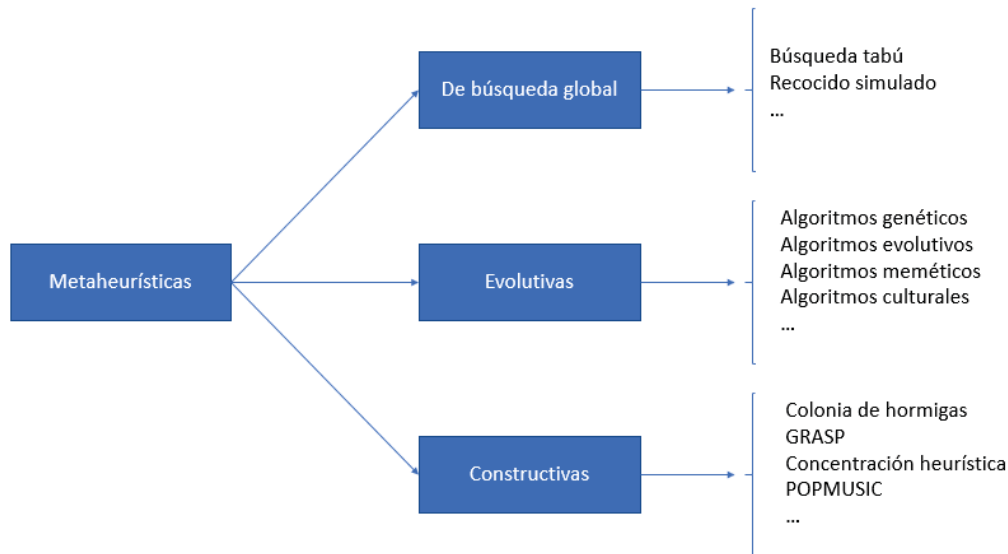 Metaheurísticas
De búsqueda global
Búsqueda tabú
Recocido simulado
...
Evolutivas
Algoritmos genéticos
Algoritmos evolutivos
Algoritmos meméticos
Algoritmos culturales
...
Constructivas
Colonia de hormigas
GRASP
Concentración heurística
POPMUSIC
...